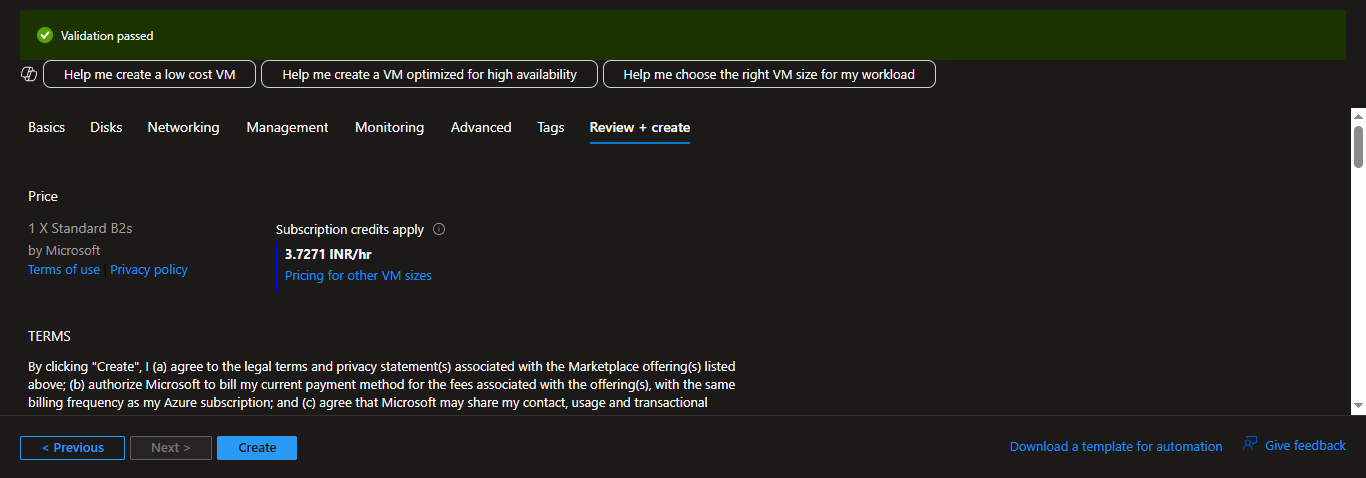 Validation passed
Help me create a low cost VM
Help me create a VM optimized for high availability
Help me choose the right VM size for my workload
Basics
Disks
Networking
Management
Monitoring
Advanced
Tags
Review + create
Price
1 X Standard B2s
by Microsoft
Terms of use | Privacy policy
Subscription credits apply
3.7271 INR/hr
Pricing for other VM sizes
TERMS
By clicking "Create", I (a) agree to the legal terms and privacy statement(s) associated with the Marketplace offering(s) listed
above; (b) authorize Microsoft to bill my current payment method for the fees associated with the offering(s), with the same
billing frequency as my Azure subscription; and (c) agree that Microsoft may share my contact, usage and transactional
< Previous
Next >
Create
Download a template for automation
Give feedback